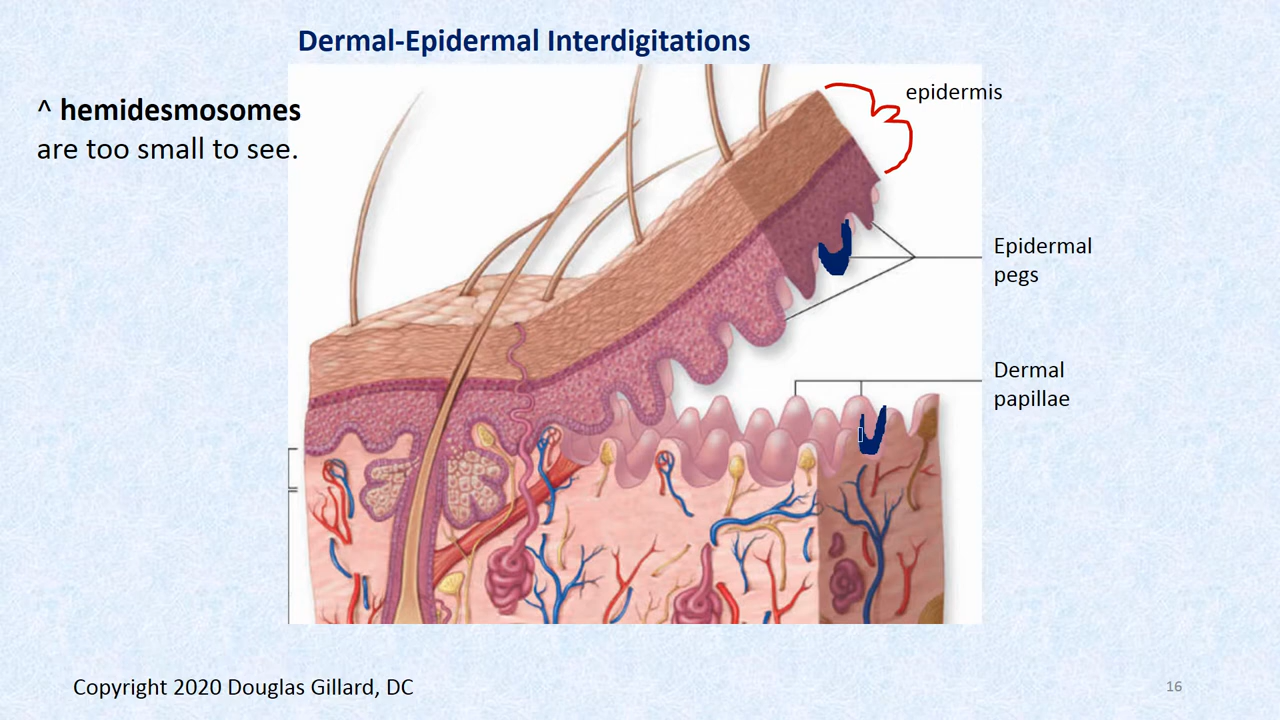 Dermal-Epidermal Interdigitations
^ hemidesmosomes
are too small to see.
epidermis
Epidermal
pegs
Dermal
papillae
Copyright 2020 Douglas Gillard, DC
16